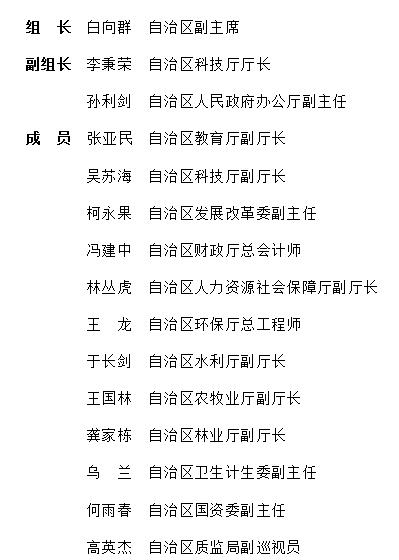 组　长　白向群　自治区副主席
副组长　李秉荣　自治区科技厅厅长
孙利剑　自治区人民政府办公厅副主任
成　员　张亚民　自治区教育厅副厅长
吴苏海　自治区科技厅副厅长
柯永果　自治区发展改革委副主任
冯建中　自治区财政厅总会计师
林丛虎　自治区人力资源社会保障厅副厅长
王　龙　自治区环保厅总工程师
于长剑　自治区水利厅副厅长
王国林　自治区农牧业厅副厅长
龚家栋　自治区林业厅副厅长
乌　兰　自治区卫生计生委副主任
何雨春　自治区国资委副主任
高英杰　自治区质监局副巡视员